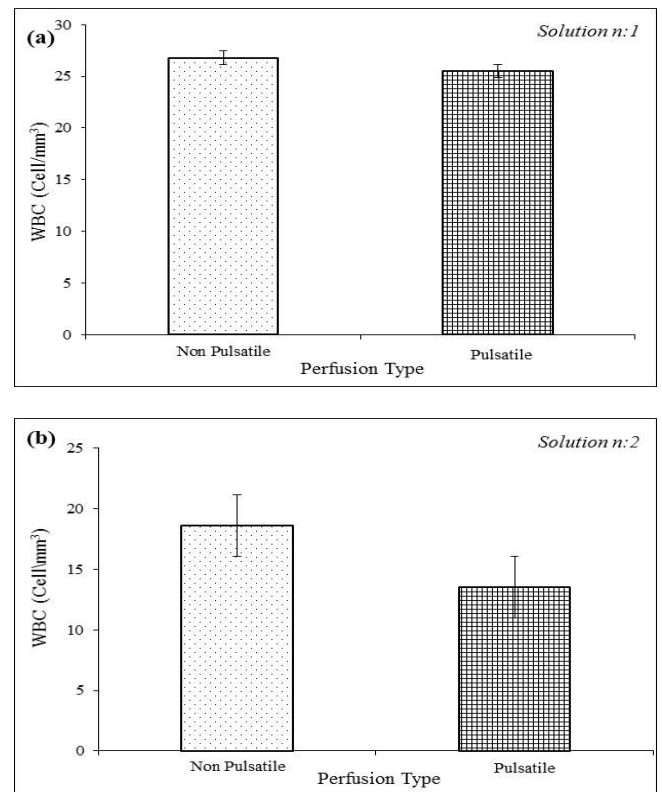 (a)
Solution n:1
30
25
20
15
10
5
0
WBC (Cell/mm³)
Non Pulsatile
Pulsatile
Perfusion Type
(b)
Solution n:2
25
20
15
10
5
0
WBC (Cell\mm³)
Non Pulsatile
Pulsatile
Perfusion Type